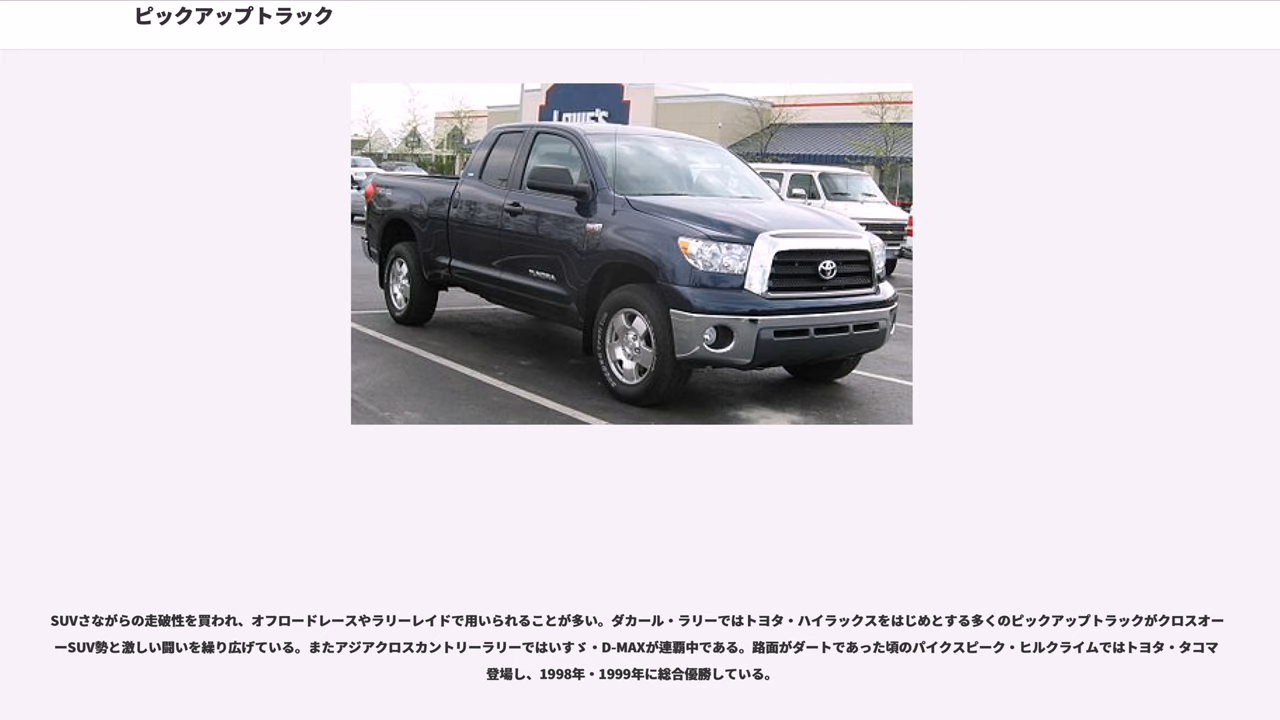 ピックアップトラック
LOWE'S
TUNDRA
SUVさながらの走破性を買われ、オフロードレースやラリーレイドで用いられることが多い。ダカール・ラリーではトヨタ・ハイラックスをはじめとする多くのピックアップトラックがクロスオー
ーSUV勢と激しい闘いを繰り広げている。またアジアクロスカントリーラリーではいすゞ・D-MAXが連覇中である。路面がダートであった頃のパイクスピーク・ヒルクライムではトヨタ・タコマ
登場し、1998年・1999年に総合優勝している。